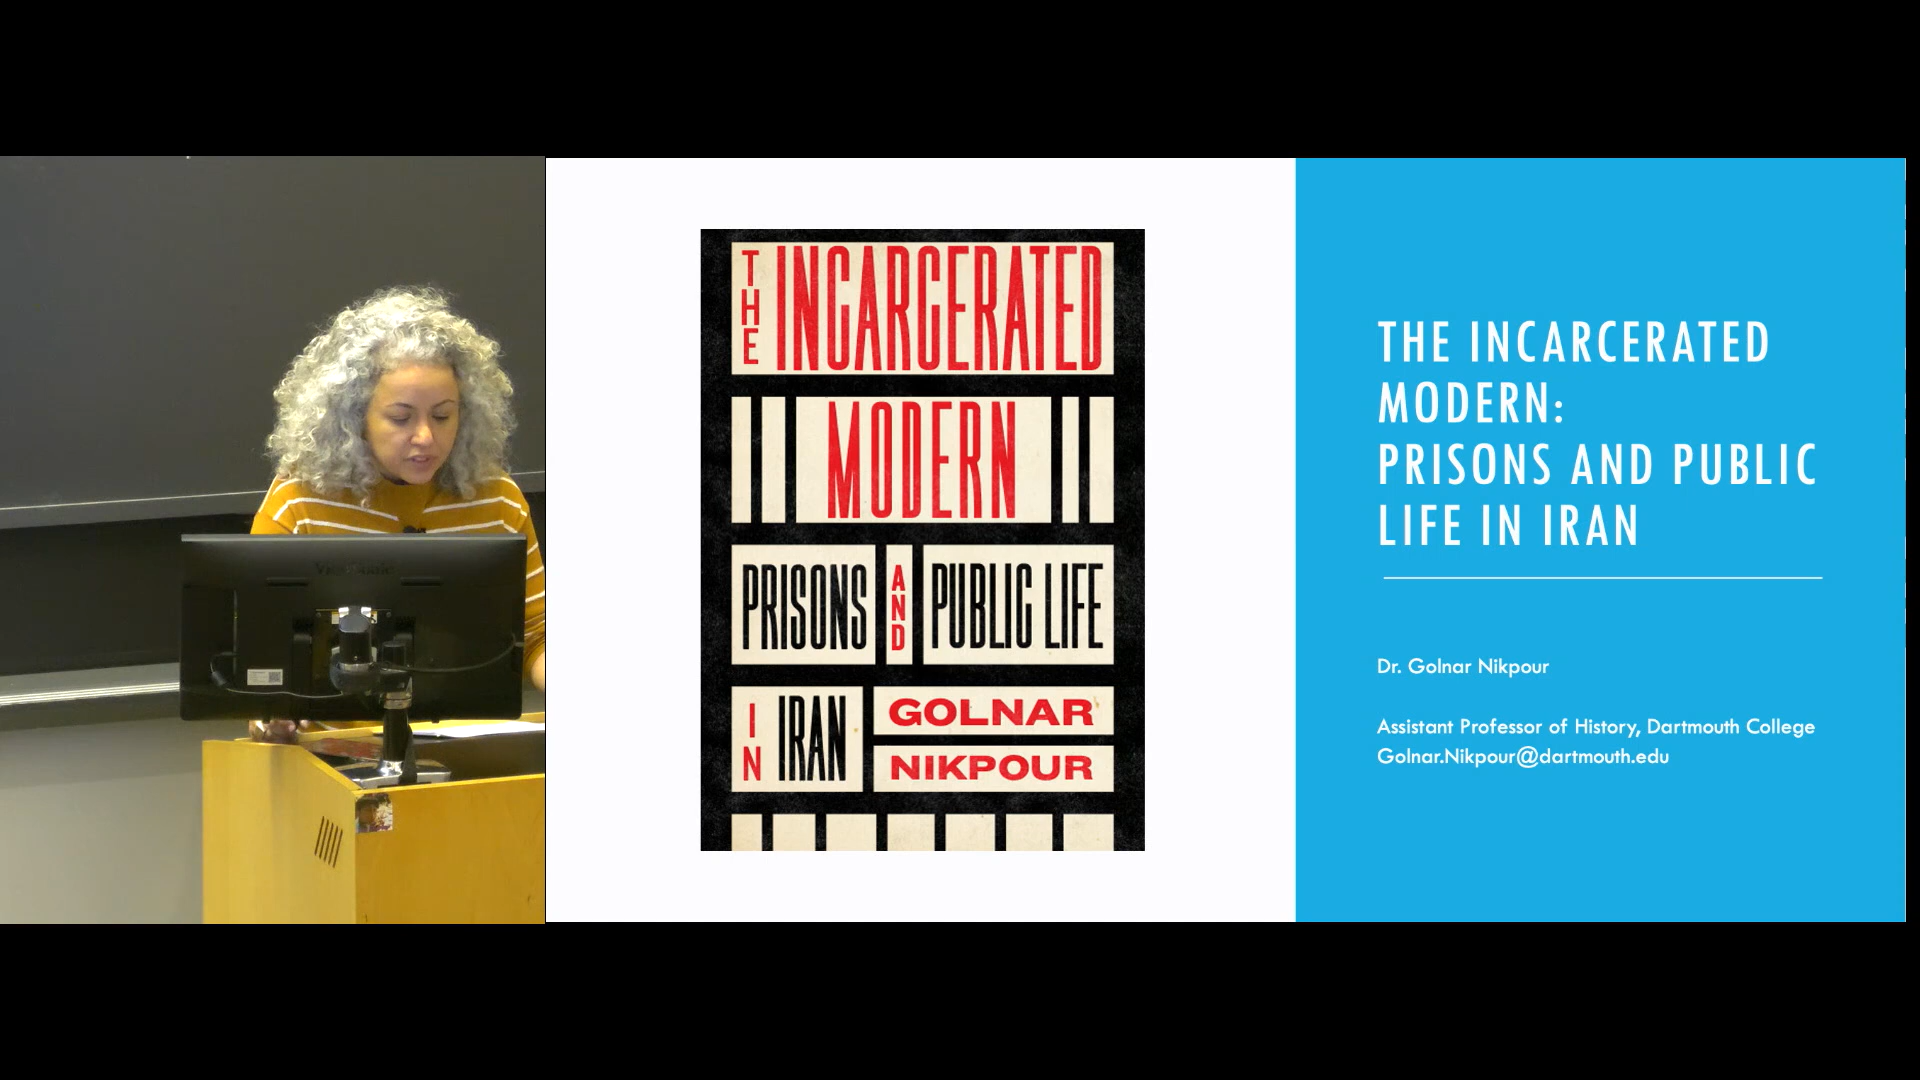 THE INCARCERATED
MODERN
PRISONS AND PUBLIC LIFE
IN IRAN
GOLNAR
NIKPOUR
THE INCARCERATED
MODERN:
PRISONS AND PUBLIC
LIFE IN IRAN
Dr. Golnar Nikpour
Assistant Professor of History, Dartmouth College
Golnar.Nikpour@dartmouth.edu